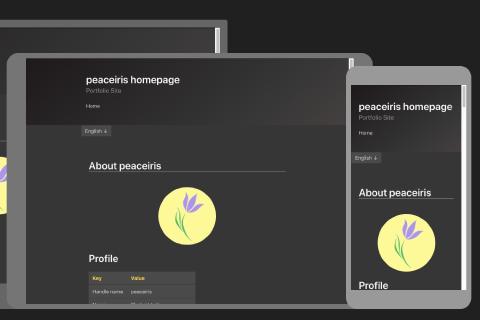 peaceiris homepage
Portfolio Site
Home
English ↓
About peaceiris
Profile
Key Value
Handle name peaceiris
peaceiris homepage
Portfolio Site
Home
English ↓
About peaceiris
Profile